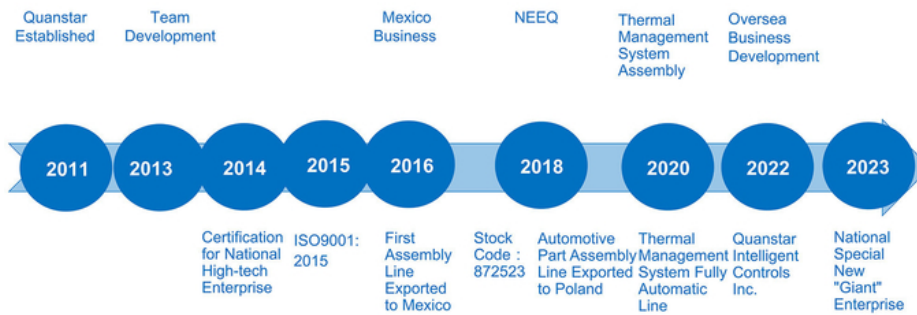 Quanstar
Established
Team
Development
Mexico
Business
NEEQ
Thermal
Management
System
Assembly
Oversea
Business
Development
2011
2013
2014
2015
2016
2018
2020
2022
2023
Certification
for National
High-tech
Enterprise
ISO9001:
2015
First
Assembly
Line
Exported
to Mexico
Stock
Code :
872523
Automotive
Part Assembly
Line Exported
to Poland
Thermal
Management
System Fully
Automatic
Line
Quanstar
Intelligent
Controls
Inc.
National
Special
New
"Giant"
Enterprise